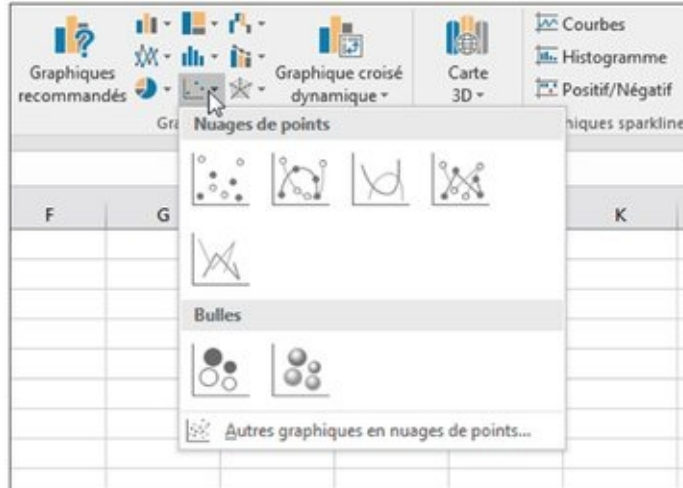 Graphiques
recommandés
Graphique croisé
dynamique
Carte
3D
Courbes
Histogramme
Positif/Négatif
Gra
hiques sparkline
Nuages de points
F
G
K
Bulles
Autres graphiques en nuages de points...